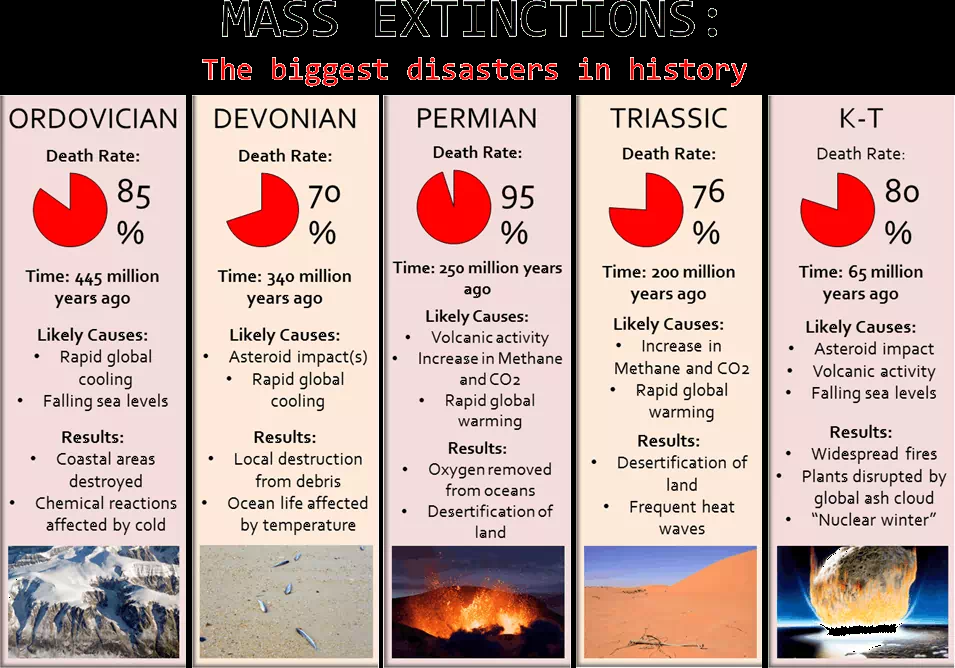 MASS EXTINCTIONS:
The biggest disasters in history
ORDOVICIAN
Death Rate:
85
%
Time: 445 million
years ago
Likely Causes:
• Rapid global
cooling
• Falling sea levels
Results:
• Coastal areas
destroyed
• Chemical reactions
affected by cold
DEVONIAN
Death Rate:
70
%
Time: 340 million
years ago
Likely Causes:
• Asteroid impact(s)
• Rapid global
cooling
Results:
• Local destruction
from debris
• Ocean life affected
by temperature
PERMIAN
Death Rate:
95
%
Time: 250 million years
ago
Likely Causes:
• Volcanic activity
• Increase in Methane
and CO2
• Rapid global
warming
Results:
• Oxygen removed
from oceans
• Desertification of
land
TRIASSIC
Death Rate:
76
%
Time: 200 million
years ago
Likely Causes:
• Increase in
Methane and CO2
• Rapid global
warming
Results:
• Desertification of
land
• Frequent heat
waves
K-T
Death Rate:
80
%
Time: 65 million
years ago
Likely Causes:
• Asteroid impact
• Volcanic activity
• Falling sea levels
Results:
• Widespread fires
• Plants disrupted by
global ash cloud
• “Nuclear winter”